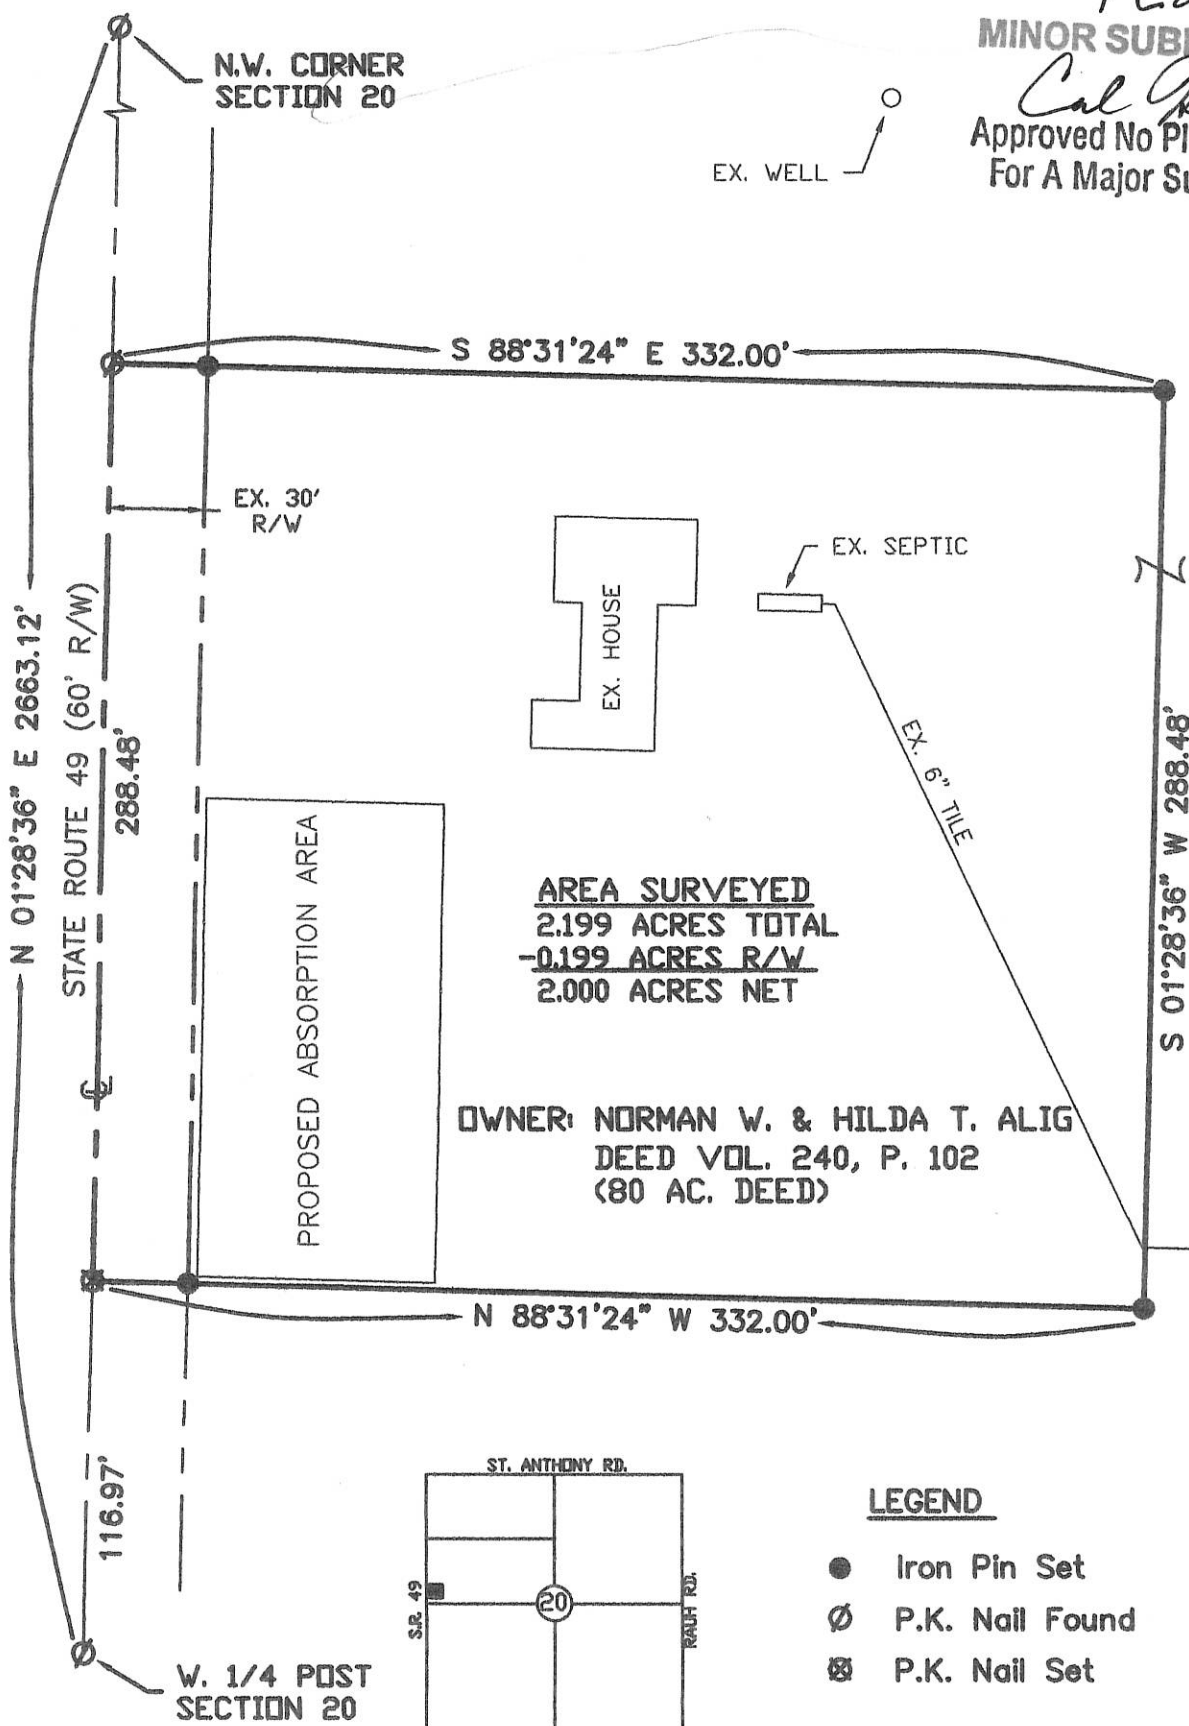 N.W. CORNER
SECTION 20
MINOR SUB
Cal
Approved No
For A Major
EX. WELL
S 88°31'24" E 332.00'
EX. 30'
R/W
EX. SEPTIC
EX. HOUSE
EX. 6" TILE
N 01°28'36" E 2663.12'
STATE ROUTE 49 (60' R/W)
288.48'
S 01°28'36" W 288.48'
PROPOSED ABSORPTION AREA
AREA SURVEYED
2.199 ACRES TOTAL
-0.199 ACRES R/W
2.000 ACRES NET
OWNER: NORMAN W. & HILDA T. ALIG
DEED VOL. 240, P. 102
(80 AC. DEED)
N 88°31'24" W 332.00'
116.97'
W. 1/4 POST
SECTION 20
ST. ANTHONY RD.
S.R. 49
20
RAUH RD.
LEGEND
Iron Pin Set
P.K. Nail Found
P.K. Nail Set